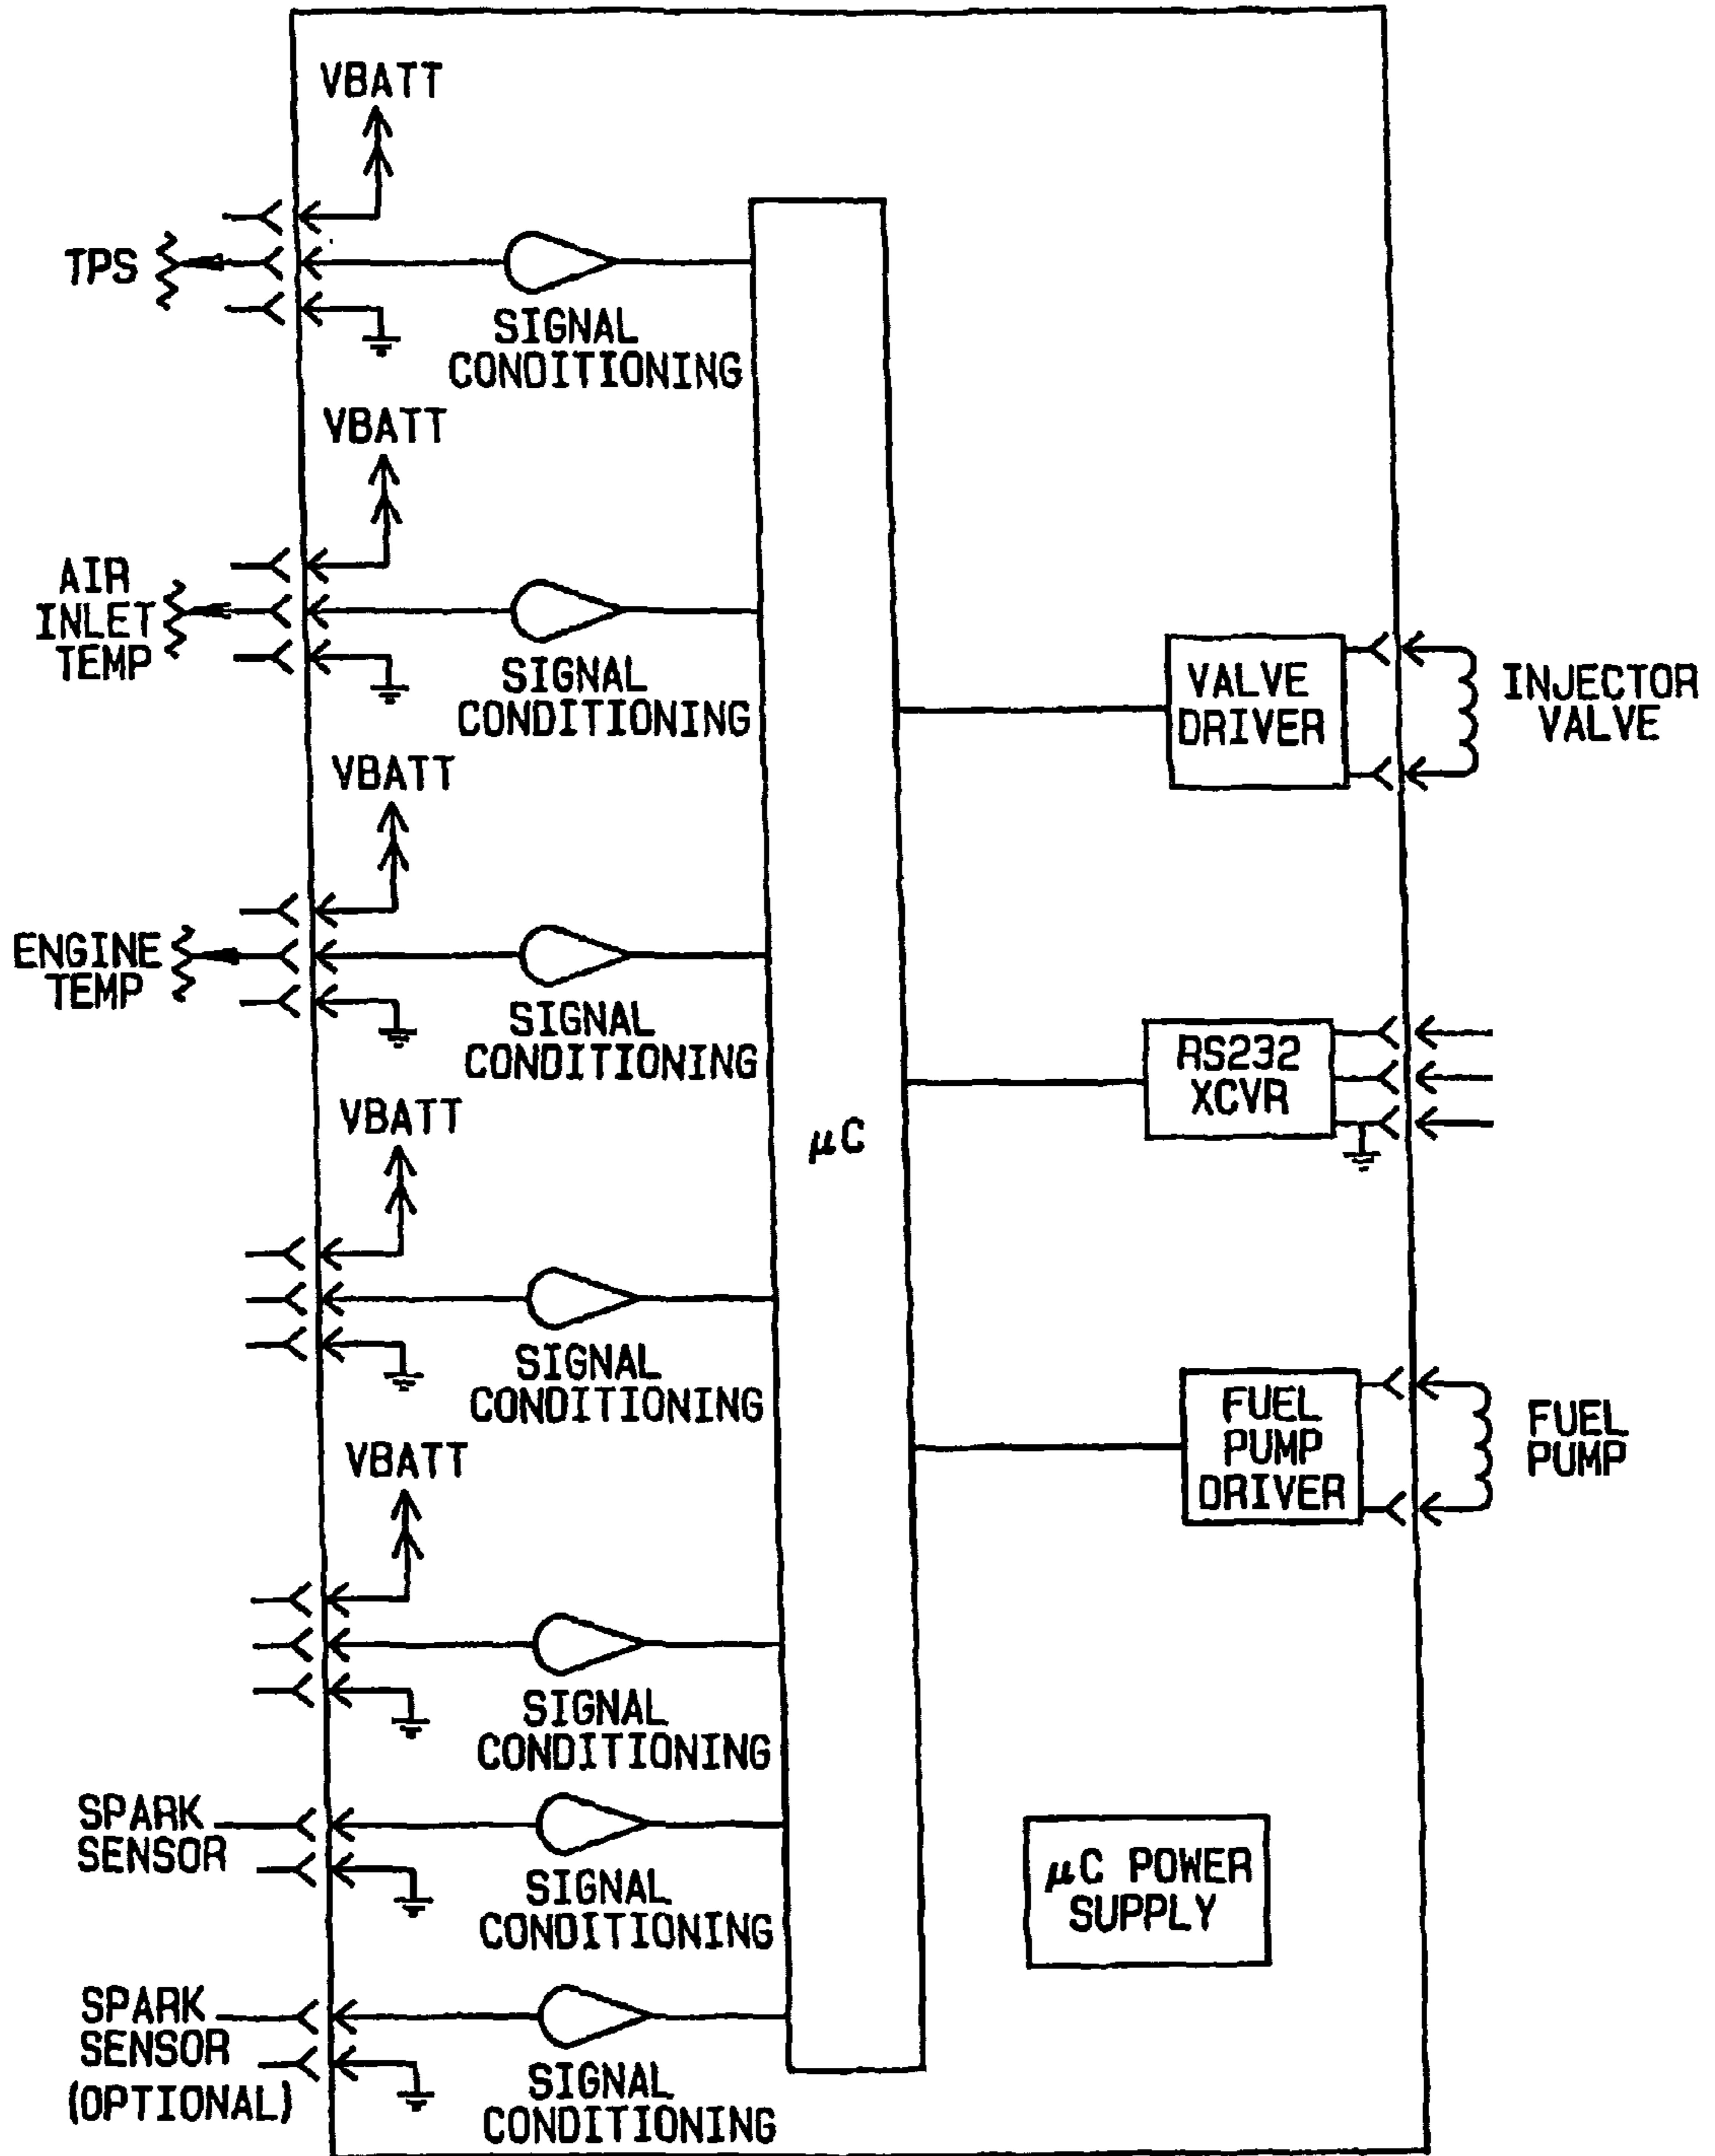 VBATT
TPS
SIGNAL
CONDITIONING
VBATT
AIR
INLET
TEMP
SIGNAL
CONDITIONING
VALVE
DRIVER
INJECTOR
VALVE
VBATT
ENGINE
TEMP
SIGNAL
CONDITIONING
RS232
XCVR
μC
VBATT
SIGNAL
CONDITIONING
FUEL
PUMP
DRIVER
FUEL
PUMP
VBATT
SIGNAL
CONDITIONING
SPARK
SENSOR
SIGNAL
CONDITIONING
μC POWER
SUPPLY
SPARK
SENSOR
(OPTIONAL)
SIGNAL
CONDITIONING